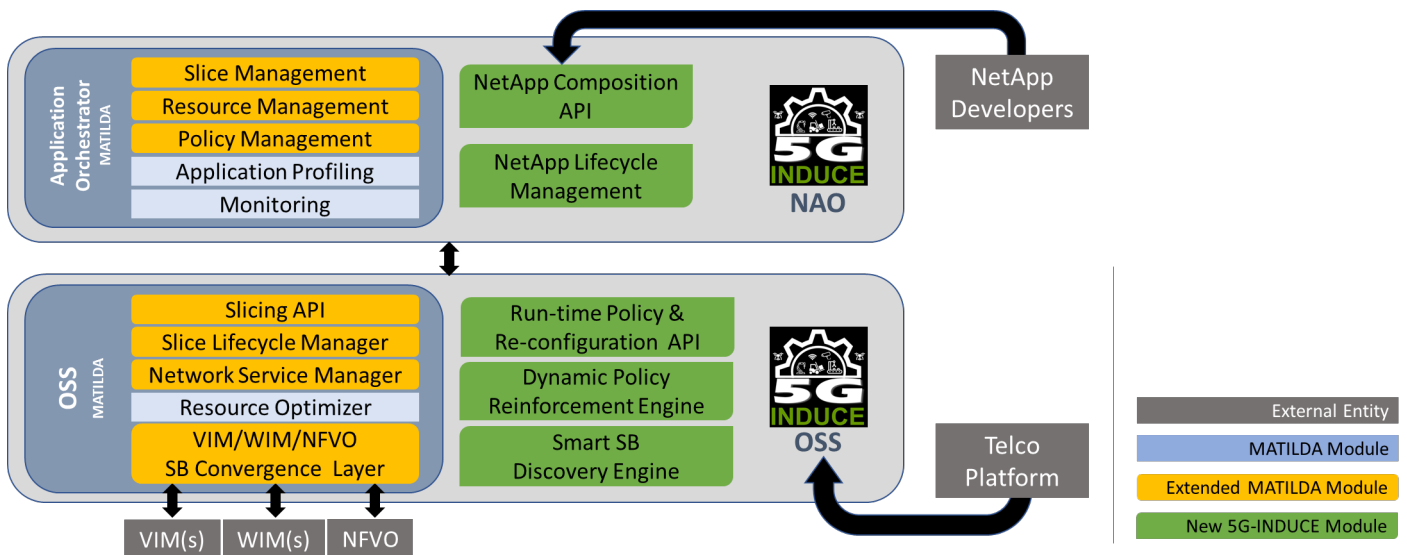 Application
Orchestrator
MATILDA
Slice Management
Resource Management
Policy Management
Application Profiling
Monitoring
NetApp Composition
API
NetApp Lifecycle
Management
5G
INDUCE
NAO
NetApp
Developers
OSS
MATILDA
Slicing API
Slice Lifecycle Manager
Network Service Manager
Resource Optimizer
VIM/WIM/NFVO
SB Convergence Layer
Run-time Policy &
Re-configuration API
Dynamic Policy
Reinforcement Engine
Smart SB
Discovery Engine
5G
INDUCE
OSS
Telco
Platform
VIM(s)
WIM(s)
NFVO
External Entity
MATILDA Module
Extended MATILDA Module
New 5G-INDUCE Module